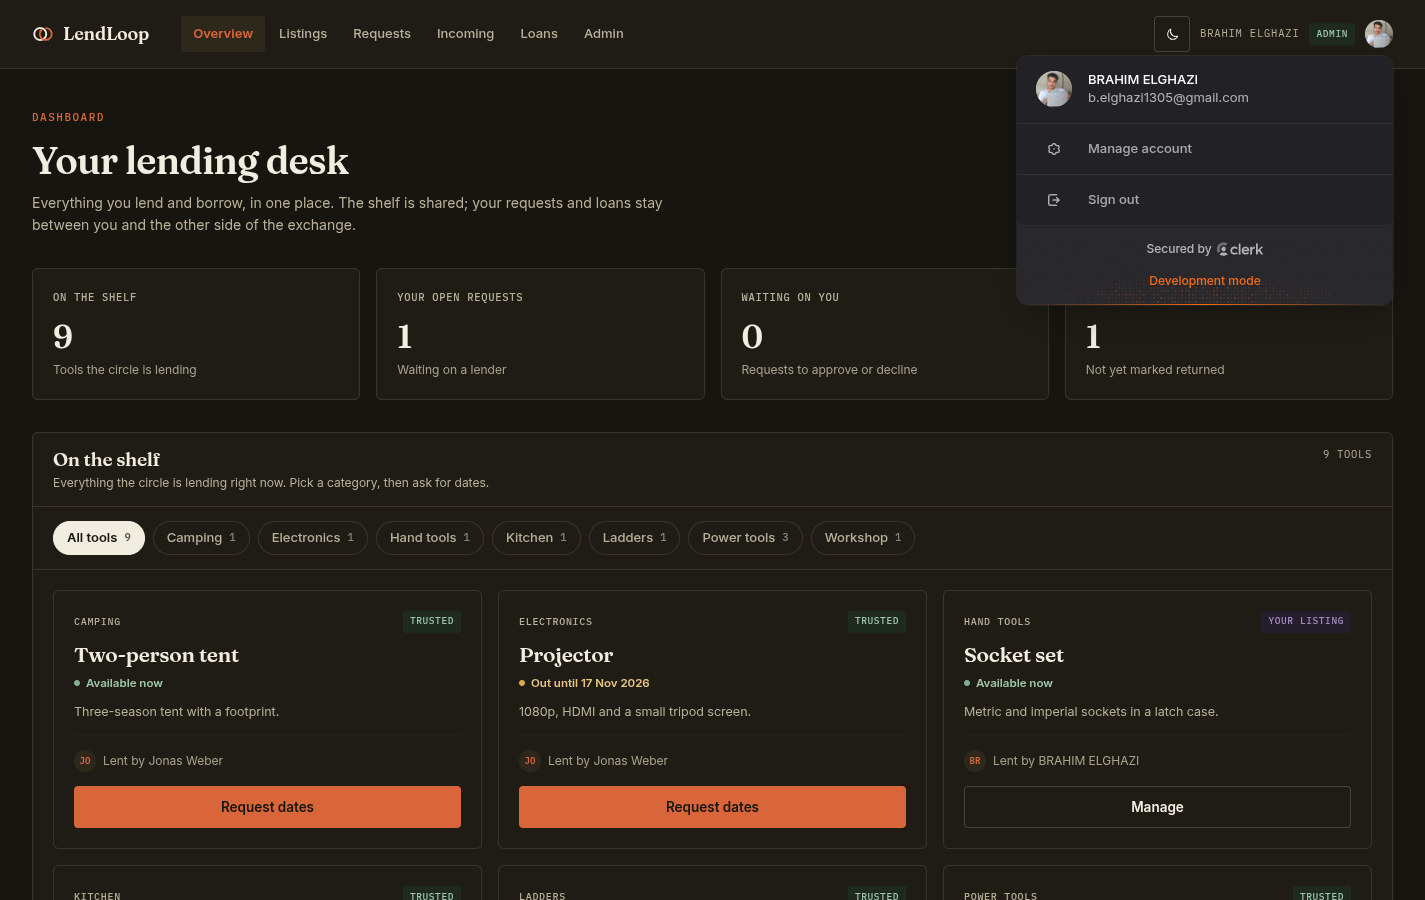 LendLoop
Overview
Listings
Requests
Incoming
Loans
Admin
BRAHIM ELGHAZI
ADMIN
BRAHIM ELGHAZI
b.elghazi1305@gmail.com
Manage account
Sign out
Secured by clerk
Development mode
DASHBOARD
Your lending desk
Everything you lend and borrow, in one place. The shelf is shared; your requests and loans stay
between you and the other side of the exchange.
ON THE SHELF
9
Tools the circle is lending
YOUR OPEN REQUESTS
1
Waiting on a lender
WAITING ON YOU
0
Requests to approve or decline
1
Not yet marked returned
On the shelf
9 TOOLS
Everything the circle is lending right now. Pick a category, then ask for dates.
All tools 9
Camping 1
Electronics 1
Hand tools 1
Kitchen 1
Ladders 1
Power tools 3
Workshop 1
CAMPING
TRUSTED
Two-person tent
Available now
Three-season tent with a footprint.
JO
Lent by Jonas Weber
Request dates
ELECTRONICS
TRUSTED
Projector
Out until 17 Nov 2026
1080p, HDMI and a small tripod screen.
JO
Lent by Jonas Weber
Request dates
HAND TOOLS
YOUR LISTING
Socket set
Available now
Metric and imperial sockets in a latch case.
BR
Lent by BRAHIM ELGHAZI
Manage
KITCHEN
TRUSTED
LADDERS
TRUSTED
POWER TOOLS
TRUSTED